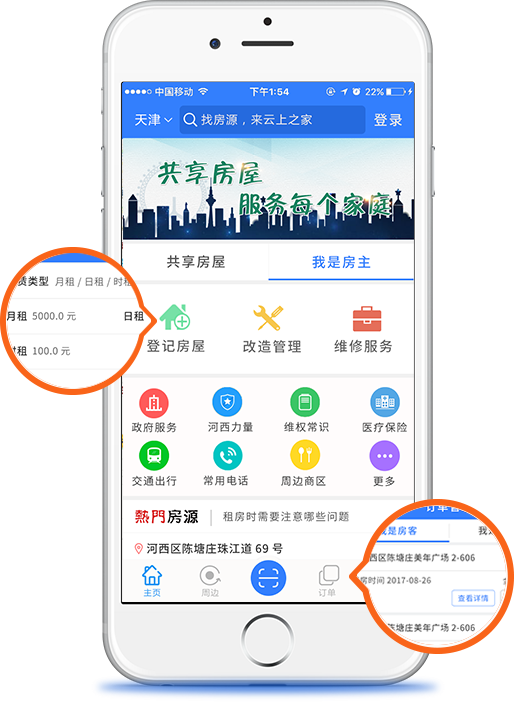 中国移动 下午1:54 22%
天津 找房源，来云上之家 登录
共享房屋
服务每个家庭
共享房屋 我是房主
登记房屋 改造管理 维修服务
政府服务 河西力量 维权常识 医疗保险
交通出行 常用电话 周边商区 更多
熱門房源 租房时需要注意哪些问题
河西区陈塘庄珠江道 69 号
主页 周边 订单
赁类型 月租 / 日租 / 时租
月租 5000.0 元 日租
时租 100.0 元
订单管
我是房客 我是
西区陈塘庄美年广场 2-606
房时间 2017-08-26
查看详情
陈塘庄美年广场 2-606